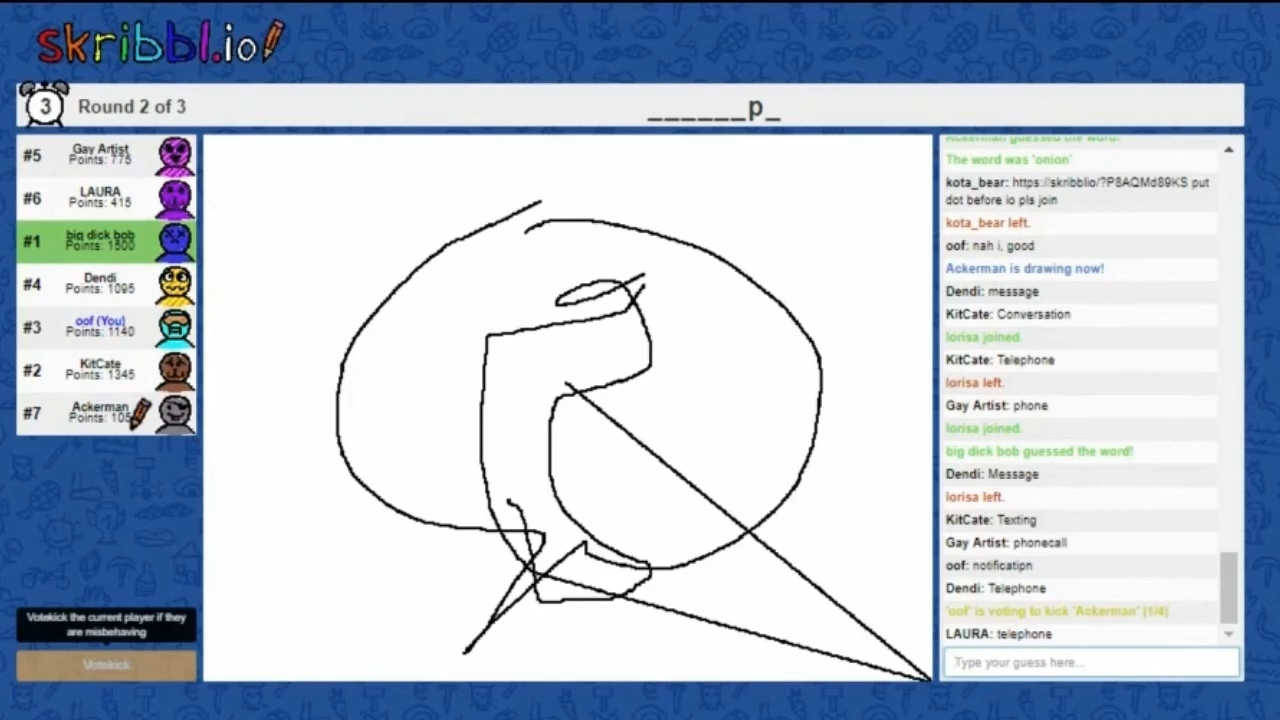 skribbl.io
3 Round 2 of 3
______p_
#5 Gay Artist
Points: 775
#6 LAURA
Points: 415
#1 big dick bob
Points: 1500
#4 Dendi
Points: 1095
#3 oof (You)
Points: 1140
#2 KitCate
Points: 1345
#7 Ackerman
Points: 105
Votekick the current player if they
are misbehaving
Votekick
Ackerman guessed the word!
The word was 'onion'
kota_bear: https://skribblio/?P8AQMd89KS put
dot before io pls join
kota_bear left.
oof: nah i, good
Ackerman is drawing now!
Dendi: message
KitCate: Conversation
lorisa joined.
KitCate: Telephone
lorisa left.
Gay Artist: phone
lorisa joined.
big dick bob guessed the word!
Dendi: Message
lorisa left.
KitCate: Texting
Gay Artist: phonecall
oof: notificatipn
Dendi: Telephone
'oof' is voting to kick 'Ackerman' (1/4)
LAURA: telephone
Type your guess here...